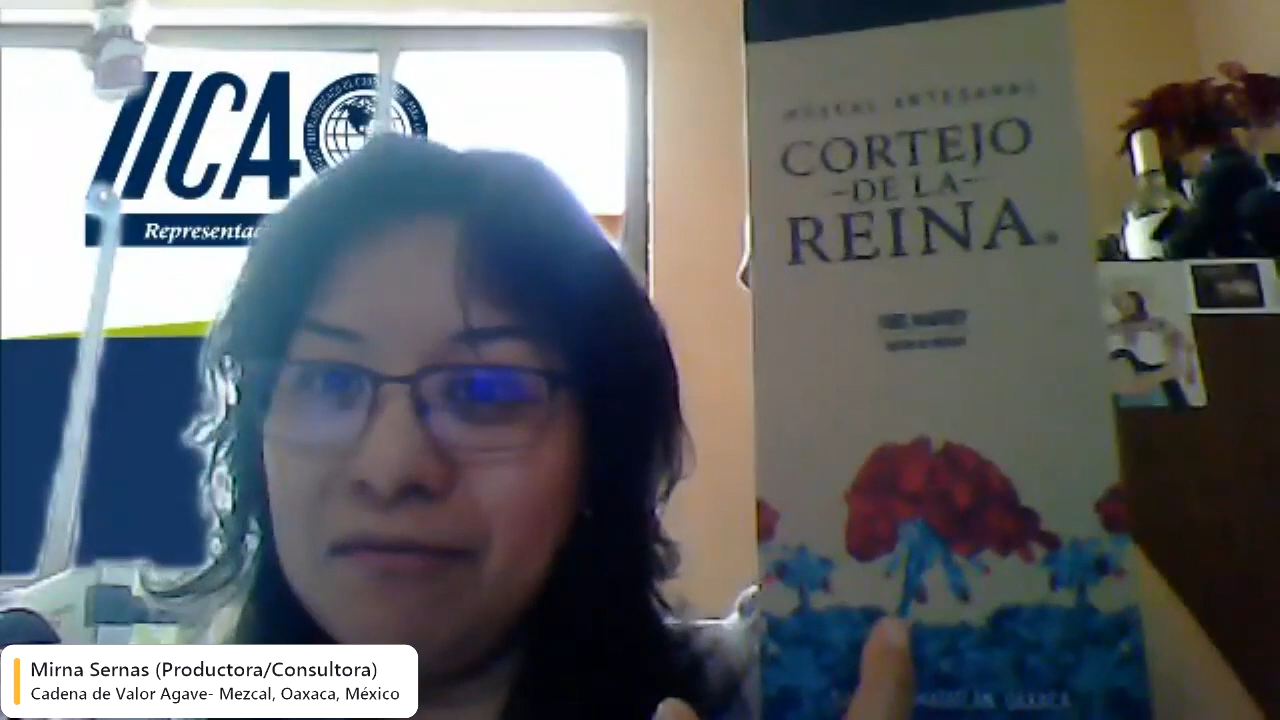 IICA
Representac
MEZCAL ARTESANAL
CORTEJO
-DE LA-
REINA
OAXACA
Mirna Sernas (Productora/Consultora)
Cadena de Valor Agave- Mezcal, Oaxaca, México